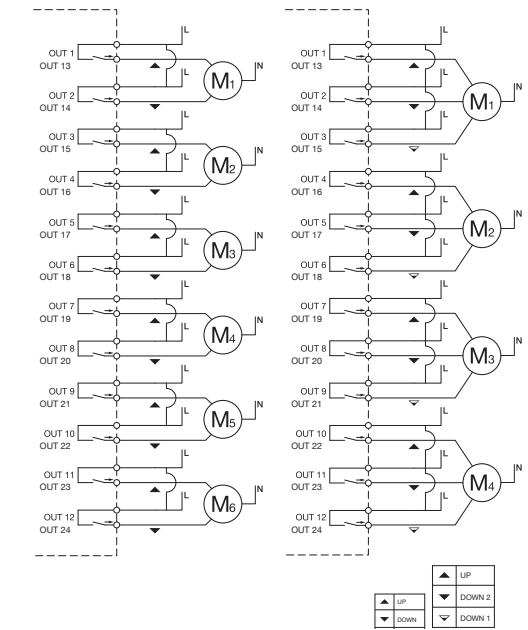 L
OUT 1
OUT 13
L
M1
N
OUT 2
OUT 14
L
OUT 3
OUT 15
L
M2
N
OUT 4
OUT 16
L
OUT 5
OUT 17
L
M3
N
OUT 6
OUT 18
L
OUT 7
OUT 19
L
M4
N
OUT 8
OUT 20
L
OUT 9
OUT 21
L
M5
N
OUT 10
OUT 22
L
OUT 11
OUT 23
L
M6
N
OUT 12
OUT 24
L
OUT 1
OUT 13
L
M1
N
OUT 2
OUT 14
L
OUT 3
OUT 15
L
OUT 4
OUT 16
L
M2
N
OUT 5
OUT 17
L
OUT 6
OUT 18
L
OUT 7
OUT 19
L
M3
N
OUT 8
OUT 20
L
OUT 9
OUT 21
L
OUT 10
OUT 22
L
M4
N
OUT 11
OUT 23
L
OUT 12
OUT 24
UP
DOWN
UP
DOWN 2
DOWN 1